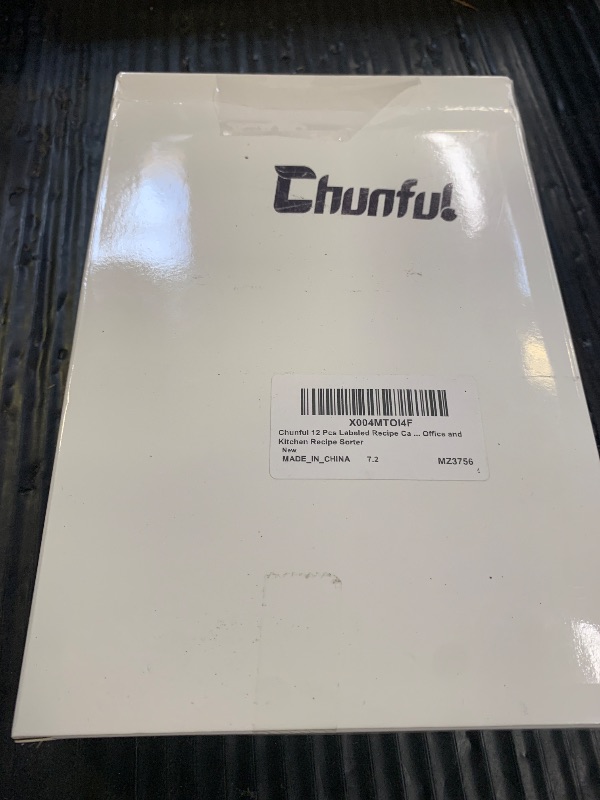 Chunful
X004MTOI4F
Chunful 12 Pcs Labeled Recipe Ca ... Office and
Kitchen Recipe Sorter
New
MADE_IN_CHINA 7.2 MZ3756